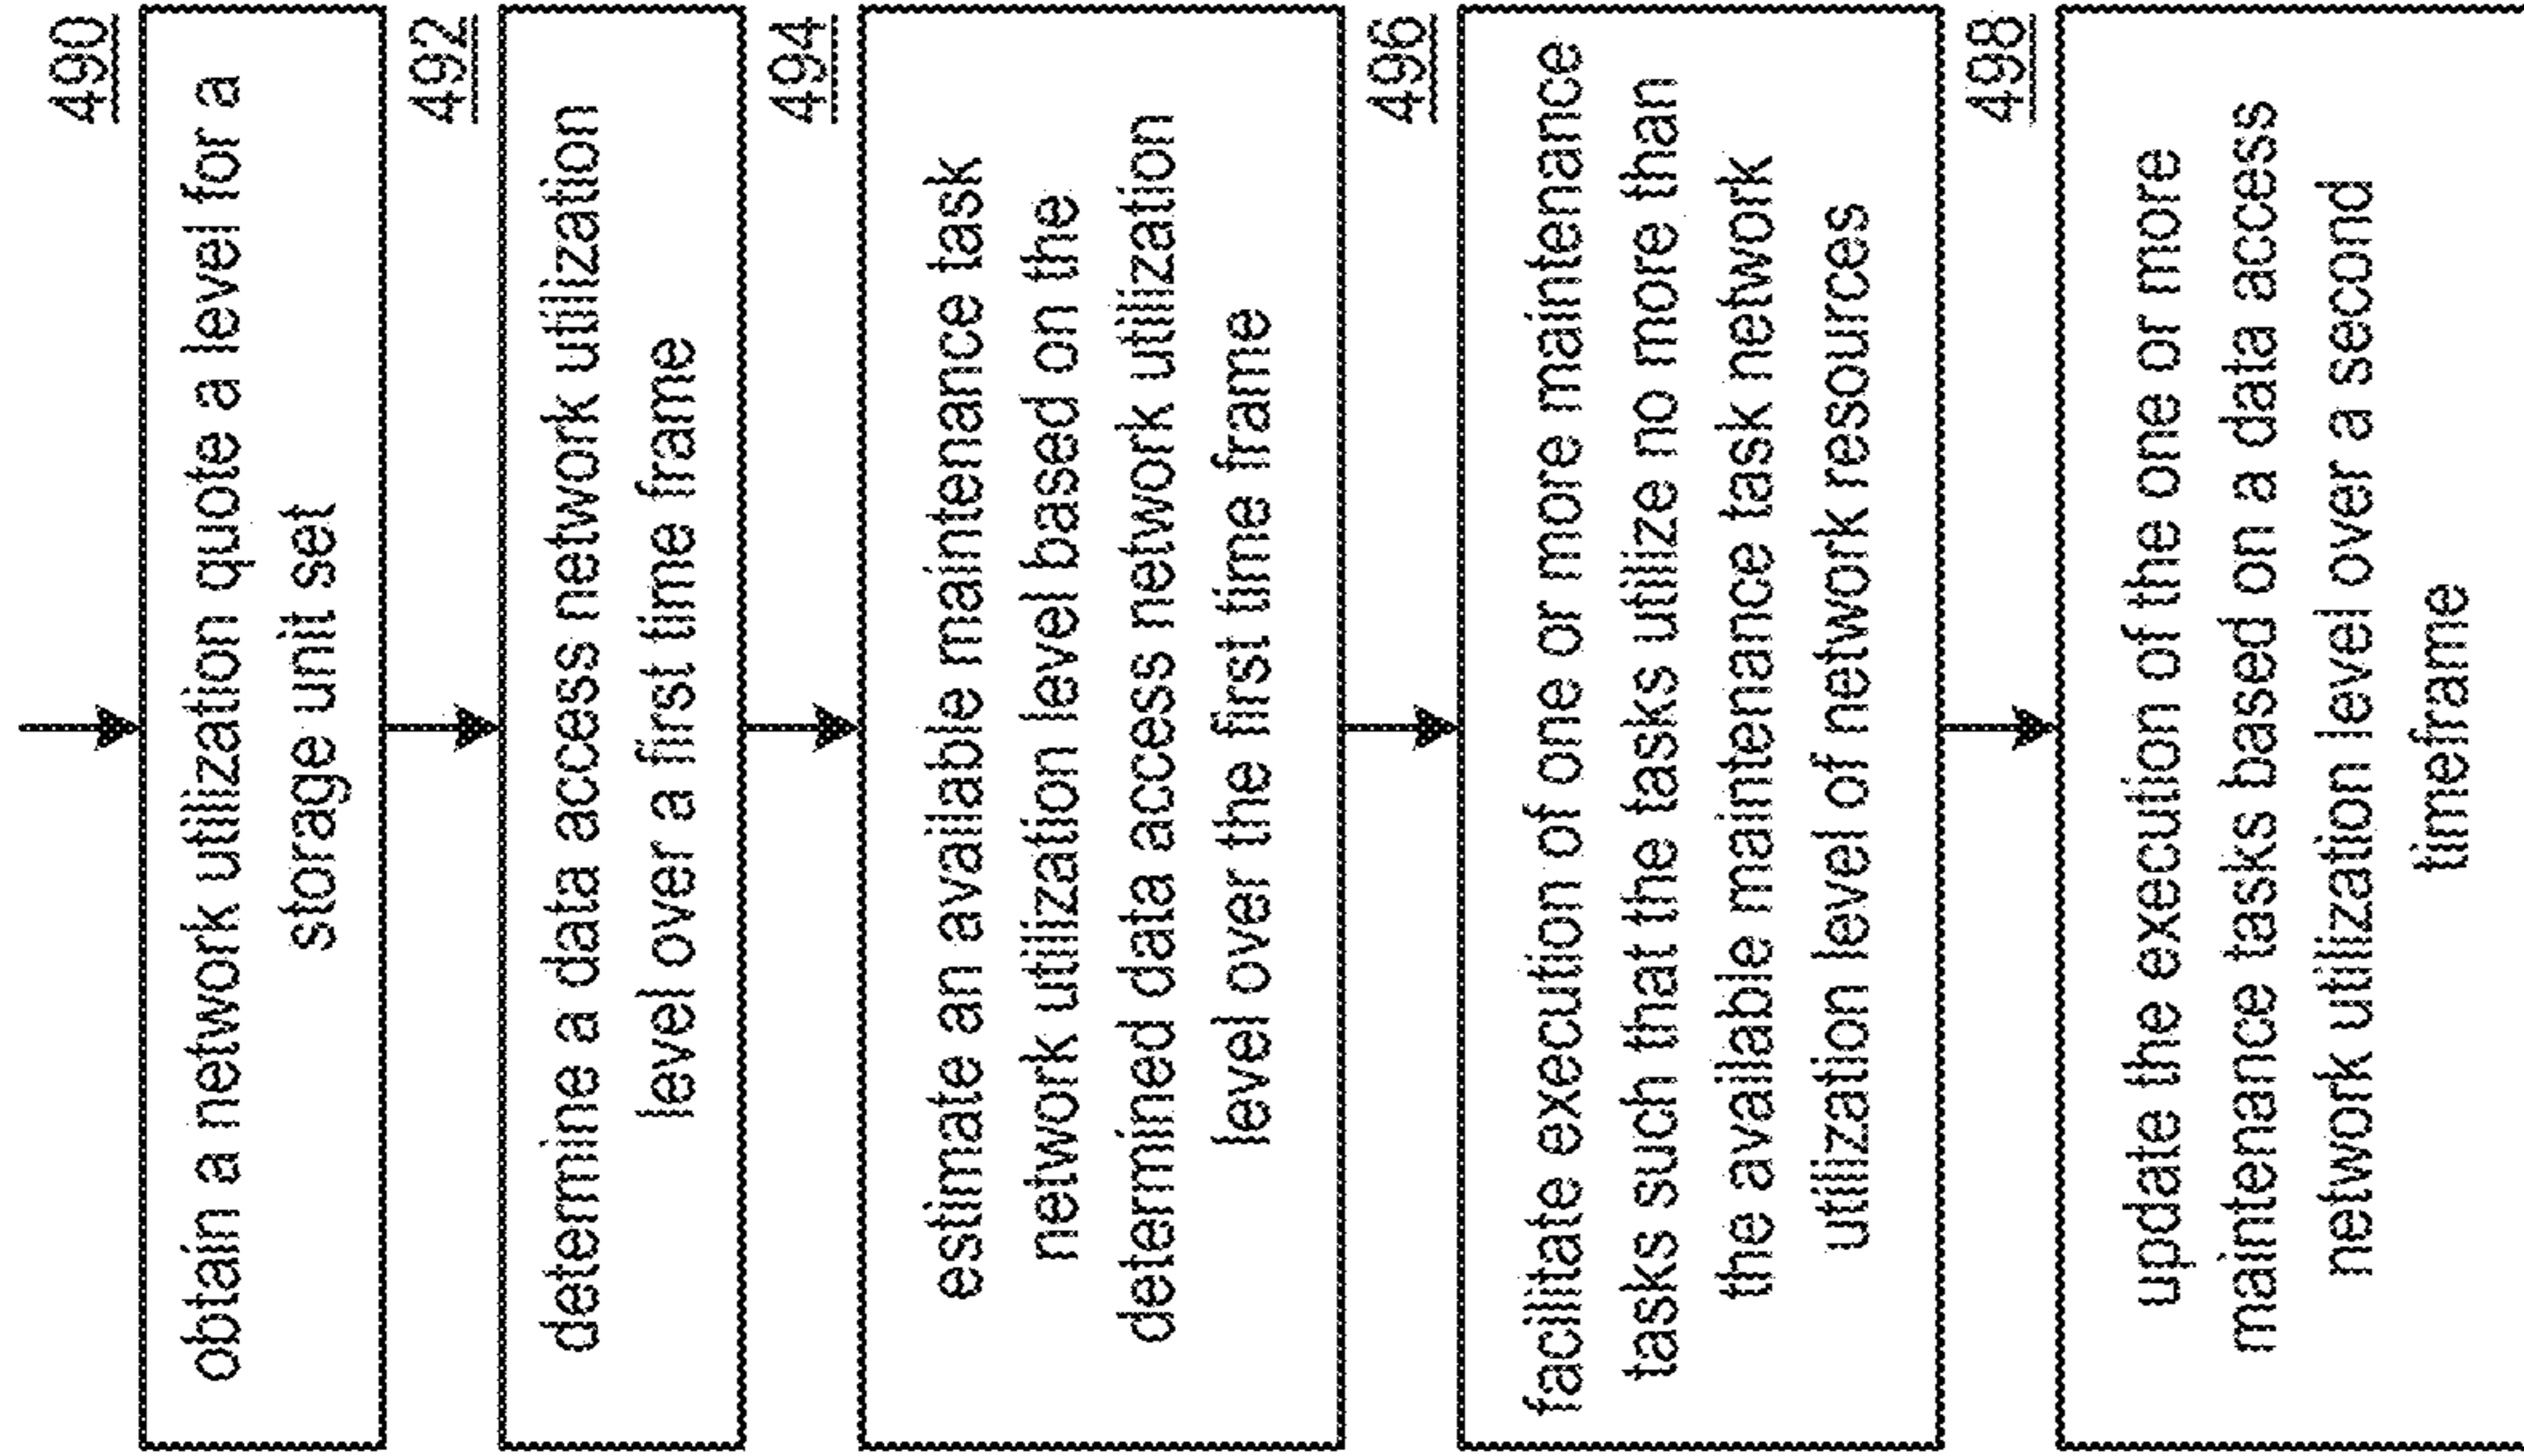 490
obtain a network utilization quote a level for a
storage unit set
492
determine a data access network utilization
level over a first time frame
494
estimate an available maintenance task
network utilization level based on the
determined data access network utilization
level over the first time frame
496
facilitate execution of one or more maintenance
tasks such that the tasks utilize no more than
the available maintenance task network
utilization level of network resources
498
update the execution of the one or more
maintenance tasks based on a data access
network utilization level over a second
timeframe